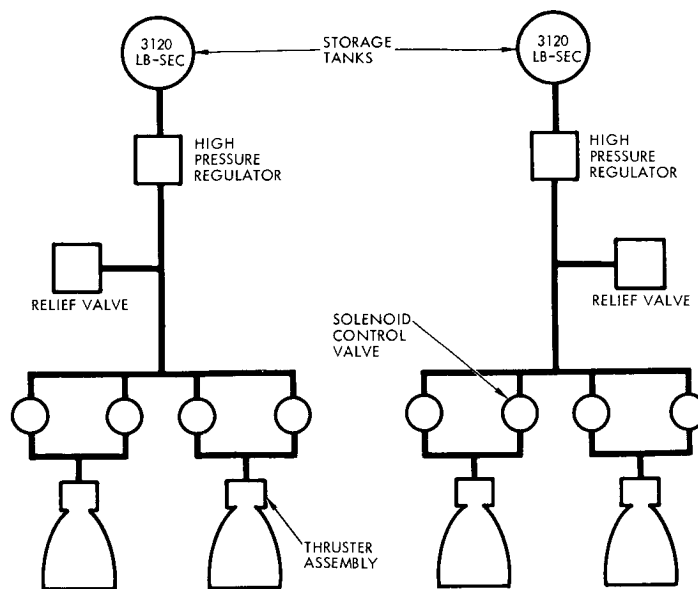 3120
LB-SEC
STORAGE
TANKS
3120
LB-SEC
HIGH
PRESSURE
REGULATOR
HIGH
PRESSURE
REGULATOR
RELIEF VALVE
RELIEF VALVE
SOLENOID
CONTROL
VALVE
THRUSTER
ASSEMBLY